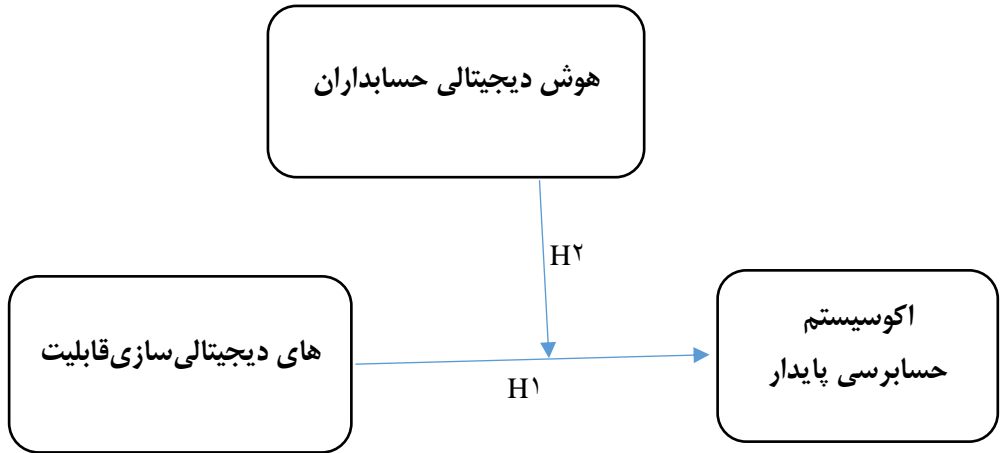 هوش دیجیتالی حسابداران
H۲
های دیجیتالی‌سازی‌قابلیت
اکوسیستم
حسابرسی پایدار
H۱